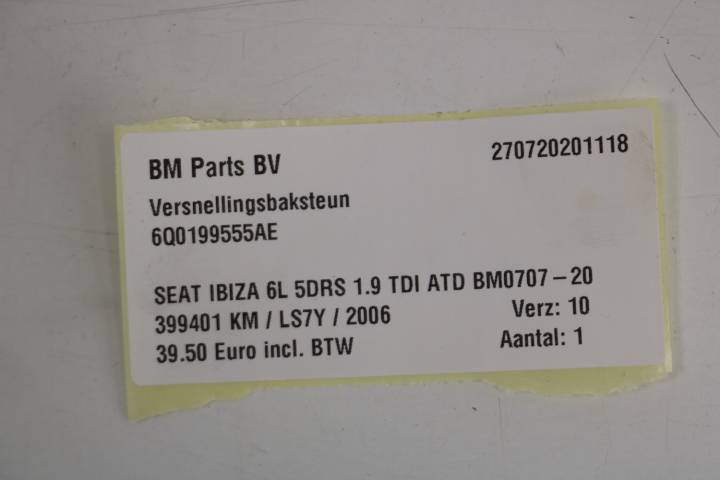 BM Parts BV 270720201118
Versnellingsbaksteun
6Q0199555AE
SEAT IBIZA 6L 5DRS 1.9 TDI ATD BM0707-20
399401 KM / LS7Y / 2006 Verz: 10
39.50 Euro incl. BTW Aantal: 1